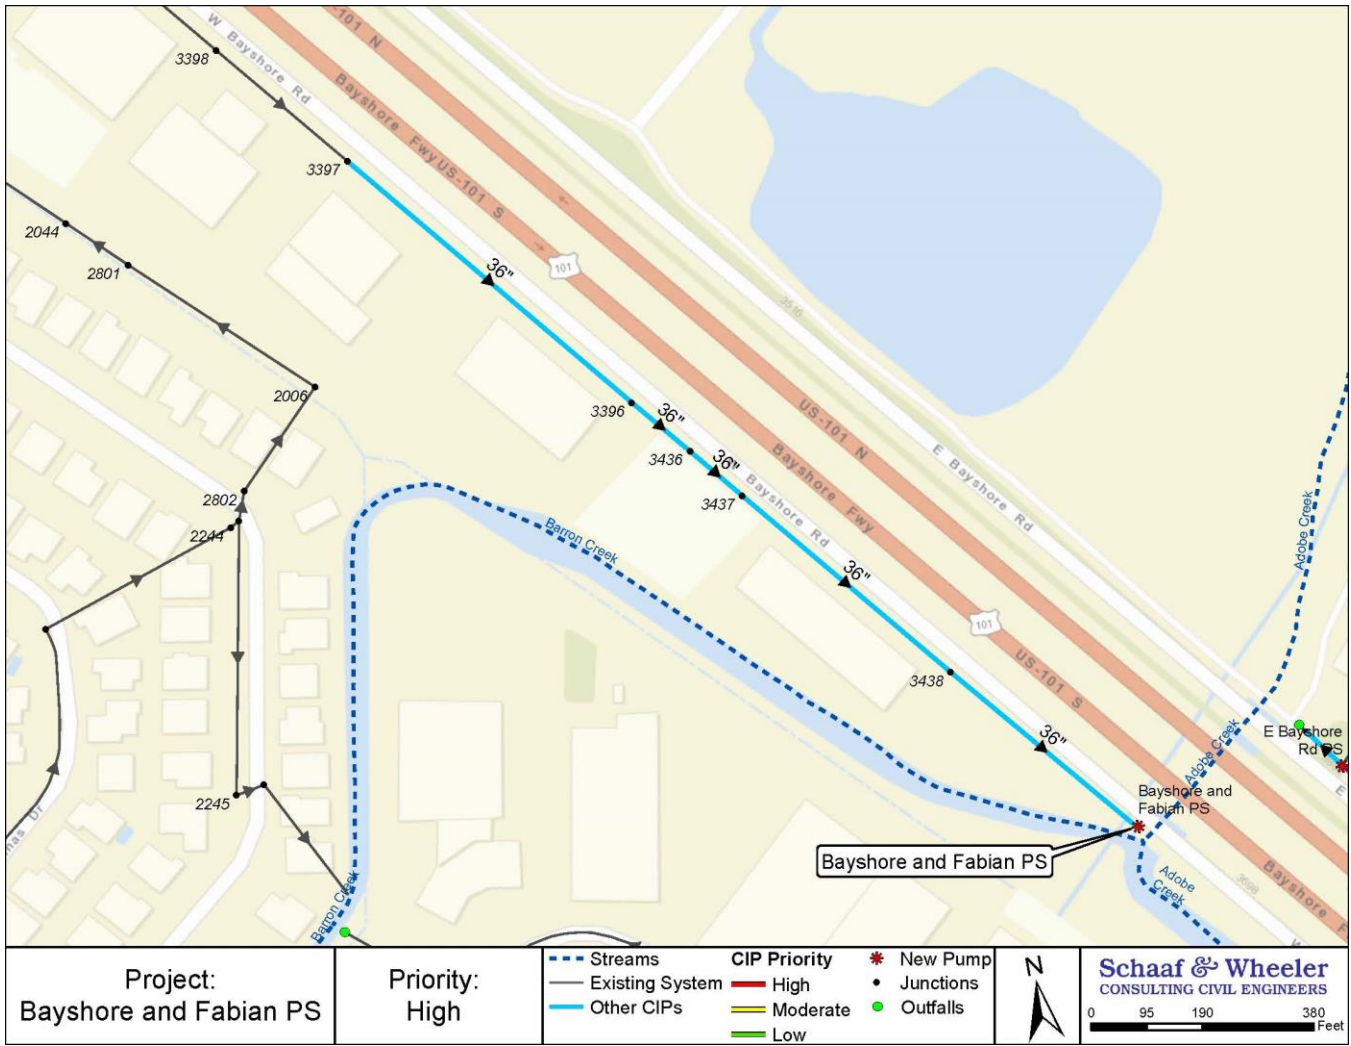 W Bayshore Rd
S-101 N
3398
Bayshore Fwy
US-101 S
3397
36"
101
2044
2801
3510
2006
3396
36"
3436
36"
3437
US-101 N
E Bayshore Rd
Bayshore Fwy
Bayshore Rd
2802
2244
Barron Creek
36"
Adobe Creek
101
US-101 S
3438
36"
Adobe Creek
E Bayshore
Rd PS
Bayshore and
Fabian PS
2245
mas Dr
Bayshore and Fabian PS
Adobe
Creek
3698
Bayshore F
Barron Creek
Project:
Bayshore and Fabian PS
Priority:
High
Streams
Existing System
Other CIPs
CIP Priority
High
Moderate
Low
New Pump
Junctions
Outfalls
N
Schaaf & Wheeler
CONSULTING CIVIL ENGINEERS
0 95 190 380
Feet